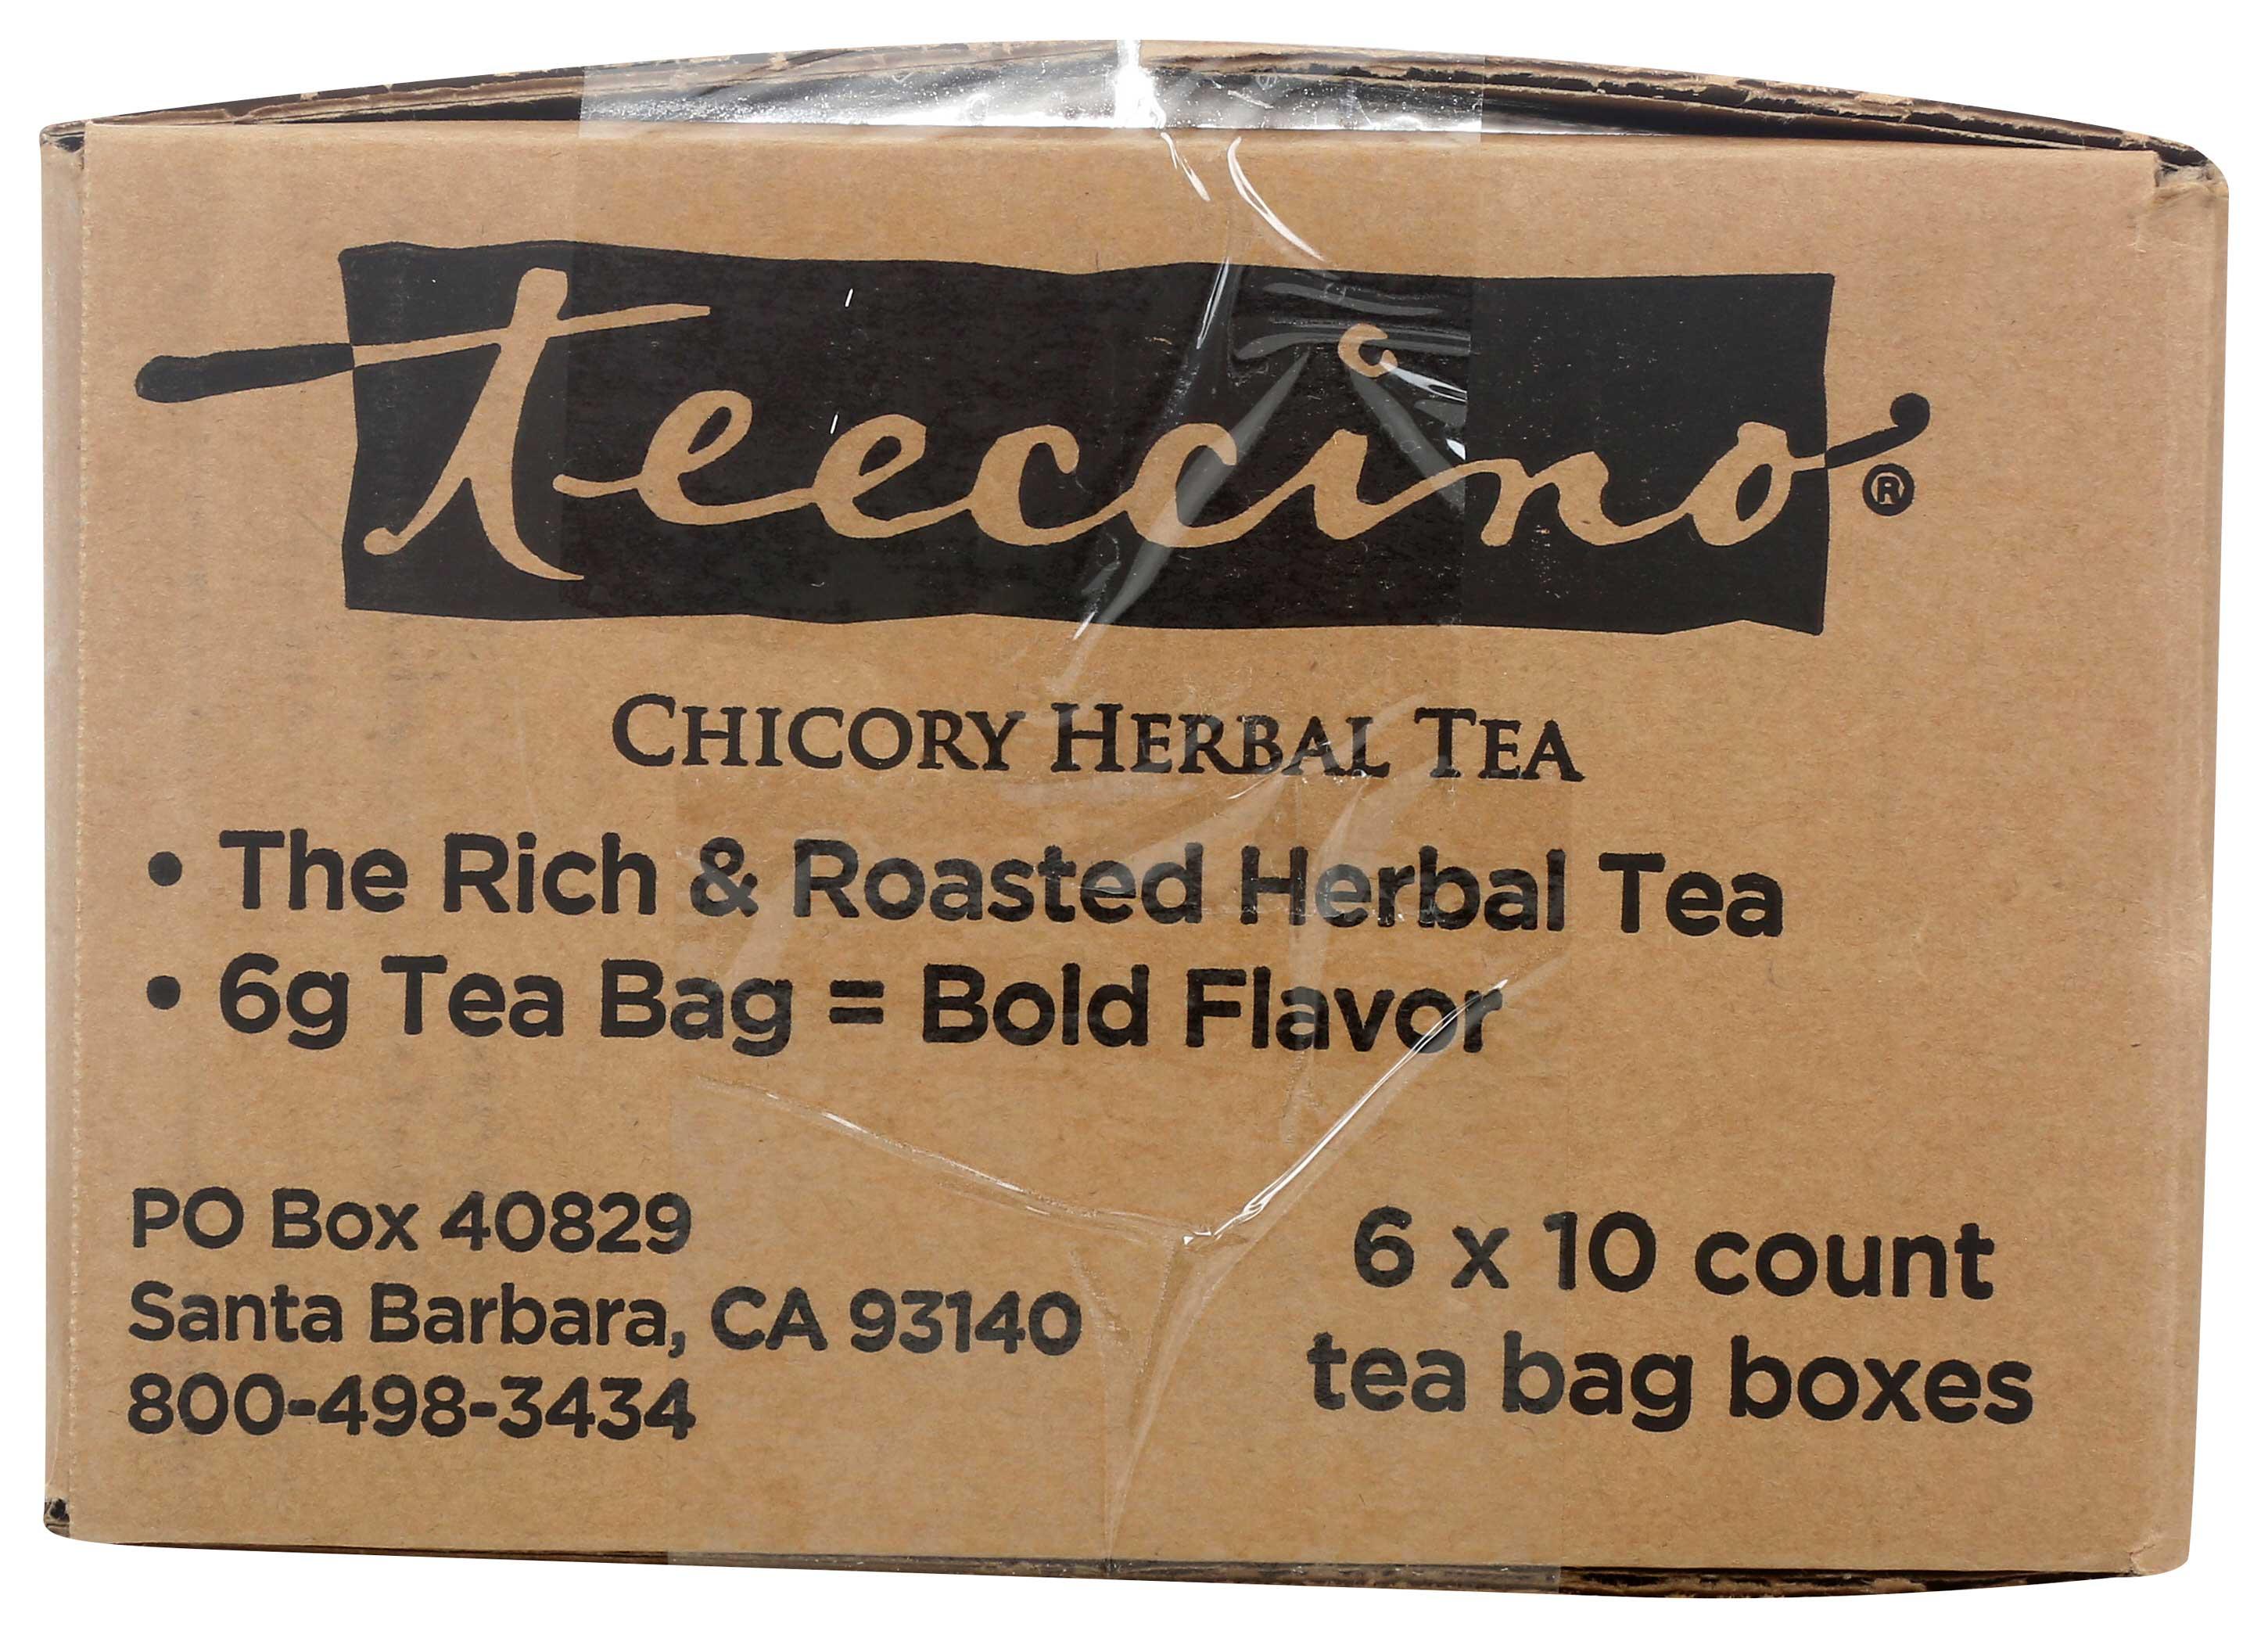 teeccino®
CHICORY HERBAL TEA
• The Rich & Roasted Herbal Tea
• 6g Tea Bag = Bold Flavor
PO Box 40829
Santa Barbara, CA 93140
800-498-3434
6 x 10 count
tea bag boxes